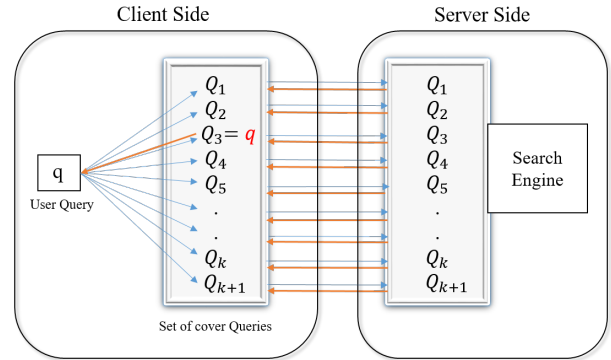 Client Side
Server Side
Q1
Q2
Q3 = q
Q4
Q5
.
.
Qk
Qk+1
q
User Query
Set of cover Queries
Q1
Q2
Q3
Q4
Q5
.
.
Qk
Qk+1
Search
Engine